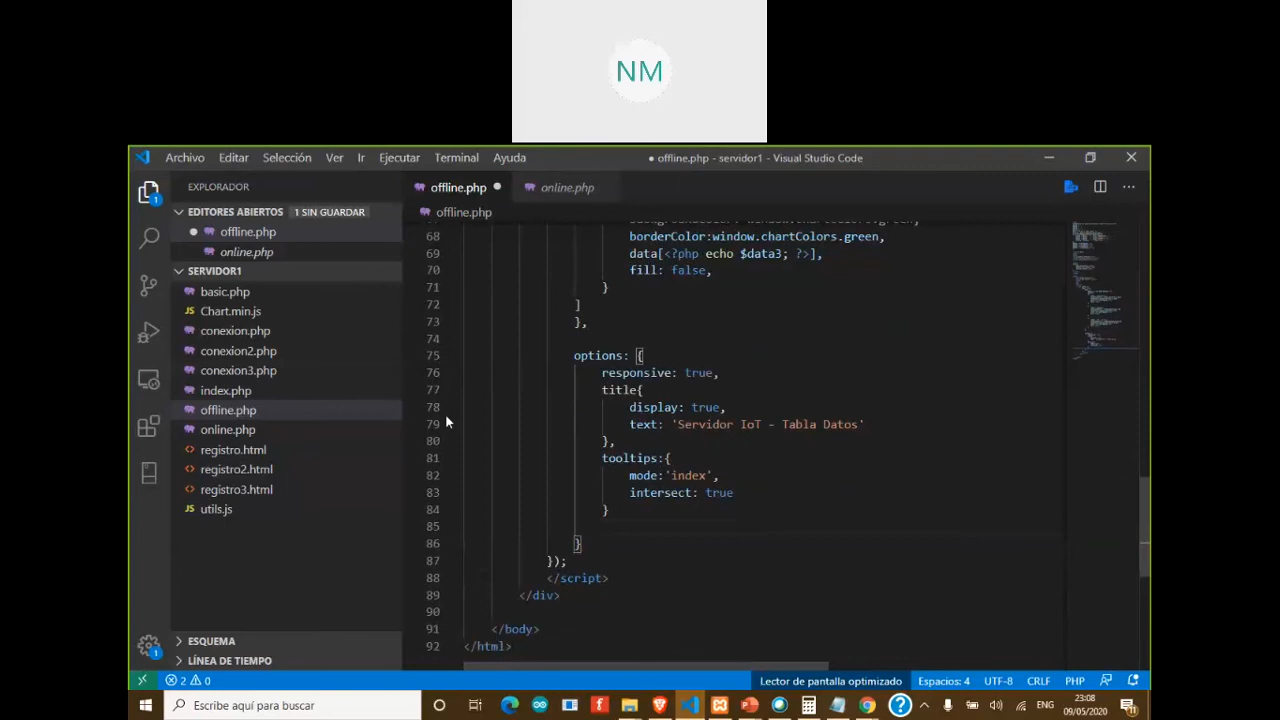 NM
Archivo Editar Selección Ver Ir Ejecutar Terminal Ayuda ● offline.php - servidor1 - Visual Studio Code
EXPLORADOR
EDITORES ABIERTOS 1 SIN GUARDAR
offline.php
online.php
SERVIDOR1
basic.php
JS Chart.min.js
conexion.php
conexion2.php
conexion3.php
index.php
offline.php
online.php
<> registro.html
<> registro2.html
<> registro3.html
JS utils.js
ESQUEMA
LÍNEA DE TIEMPO
offline.php ● online.php
offline.php
68 borderColor:window.chartColors.green,
69 data[<?php echo $data3; ?>],
70 fill: false,
71 }
72 ]
73 },
74
75 options: {
76 responsive: true,
77 title{
78 display: true,
79 text: 'Servidor IoT - Tabla Datos'
80 },
81 tooltips:{
82 mode:'index',
83 intersect: true
84 }
85
86 }
87 });
88 </script>
89 </div>
90
91 </body>
92 </html>
2 0 Lector de pantalla optimizado Espacios: 4 UTF-8 CRLF PHP
Escribe aquí para buscar
ENG
23:08
09/05/2020